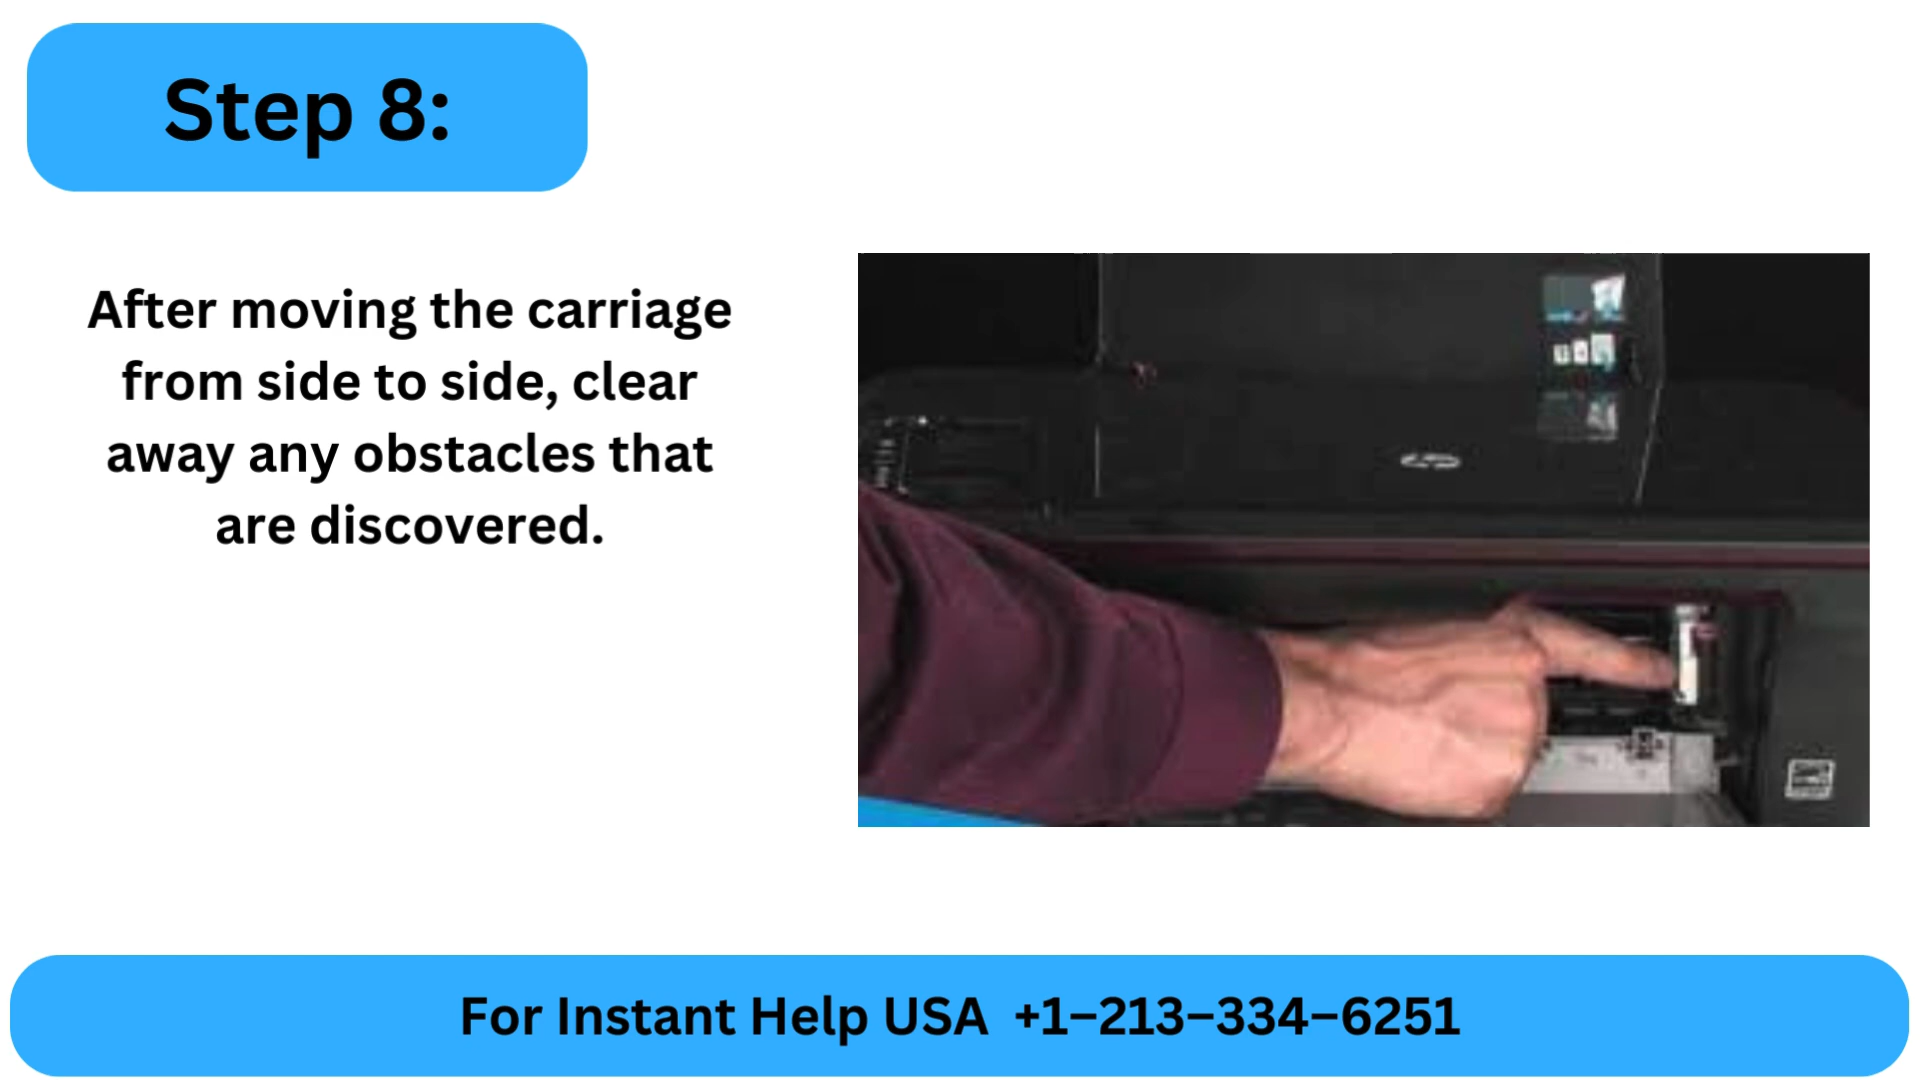 Step 8:
After moving the carriage
from side to side, clear
away any obstacles that
are discovered.
For Instant Help USA +1–213–334–6251